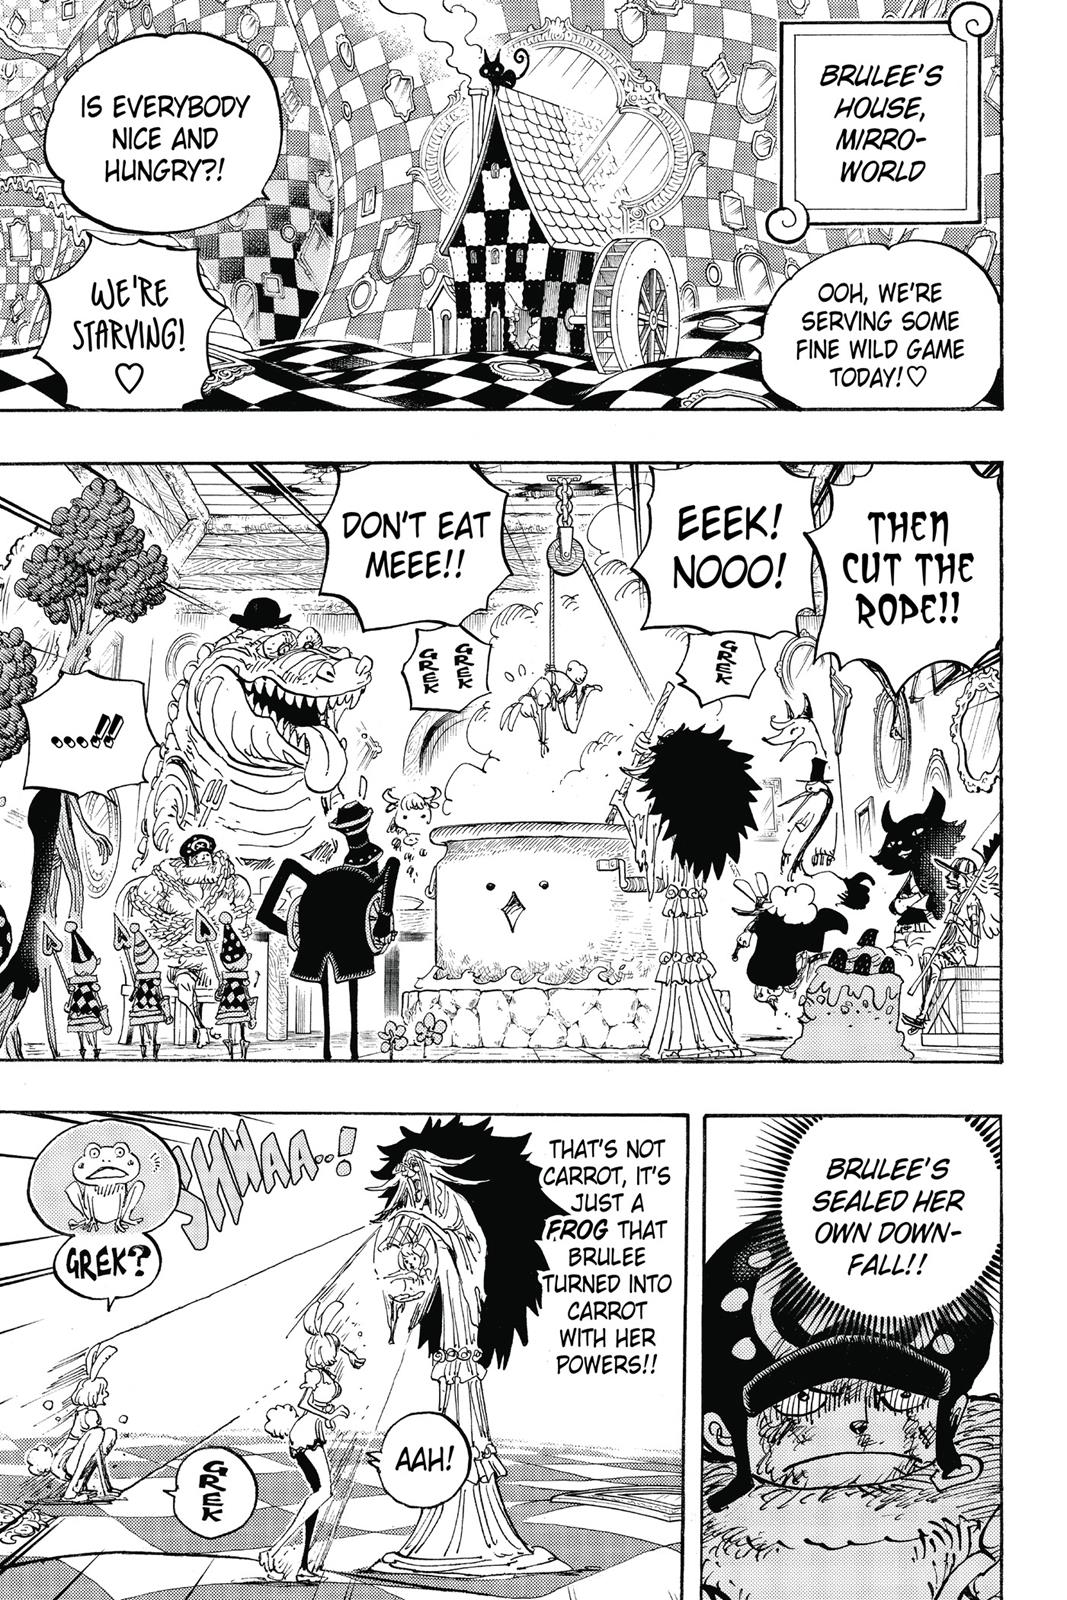 BRULEE'S
HOUSE,
MIRRO-
WORLD
OOH, WE'RE
SERVING SOME
FINE WILD GAME
TODAY!♡
IS EVERYBODY
NICE AND
HUNGRY?!
WE'RE
STARVING!
♡
THEN
CUT THE
ROPE!!
EEEK!
NOOO!
GREK
DON'T EAT
MEEE!!
GREK
GREK
....!!
BRULEE'S
SEALED HER
OWN DOWN-
FALL!!
THAT'S NOT
CARROT, IT'S
JUST A
FROG THAT
BRULEE
TURNED INTO
CARROT
WITH HER
POWERS!!
AAH!
GREK
GREK?